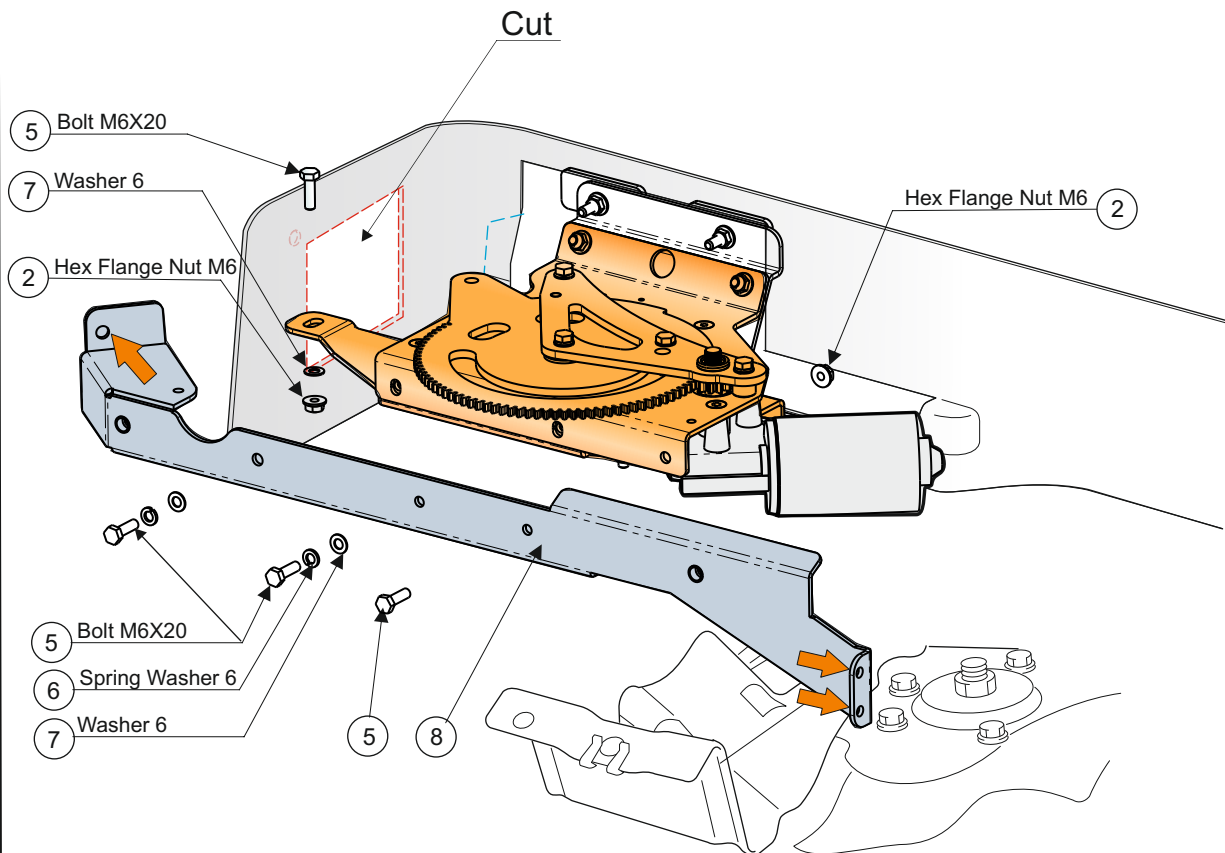 Cut
5 Bolt M6X20
7 Washer 6
2 Hex Flange Nut M6
Hex Flange Nut M6 2
5 Bolt M6X20
6 Spring Washer 6
7 Washer 6
5
8